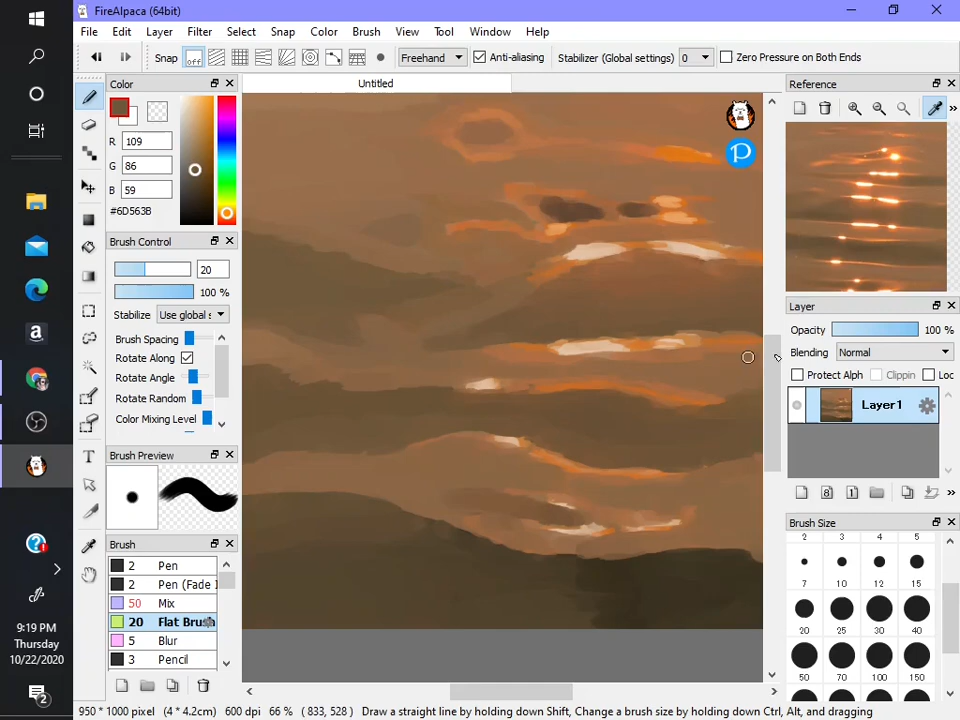 FireAlpaca (64bit)
File Edit Layer Filter Select Snap Color Brush View Tool Window Help
Snap off Freehand Anti-aliasing Stabilizer (Global settings) 0 Zero Pressure on Both Ends
Color
Untitled
Reference
R 109
G 86
B 59
#6D563B
Brush Control
20
100 %
Stabilize Use global s
Brush Spacing
Rotate Along
Rotate Angle
Rotate Random
Color Mixing Level
Brush Preview
Brush
2 Pen
2 Pen (Fade
50 Mix
20 Flat Brush
5 Blur
3 Pencil
Layer
Opacity 100 %
Blending Normal
Protect Alph Clippin Loc
Layer1
8 1
Brush Size
2 3 4 5
7 10 12 15
20 25 30 40
50 70 100 150
9:19 PM
Thursday
10/22/2020
2
950 * 1000 pixel (4 * 4.2cm) 600 dpi 66 % ( 833, 528 ) Draw a straight line by holding down Shift, Change a brush size by holding down Ctrl, Alt, and dragging